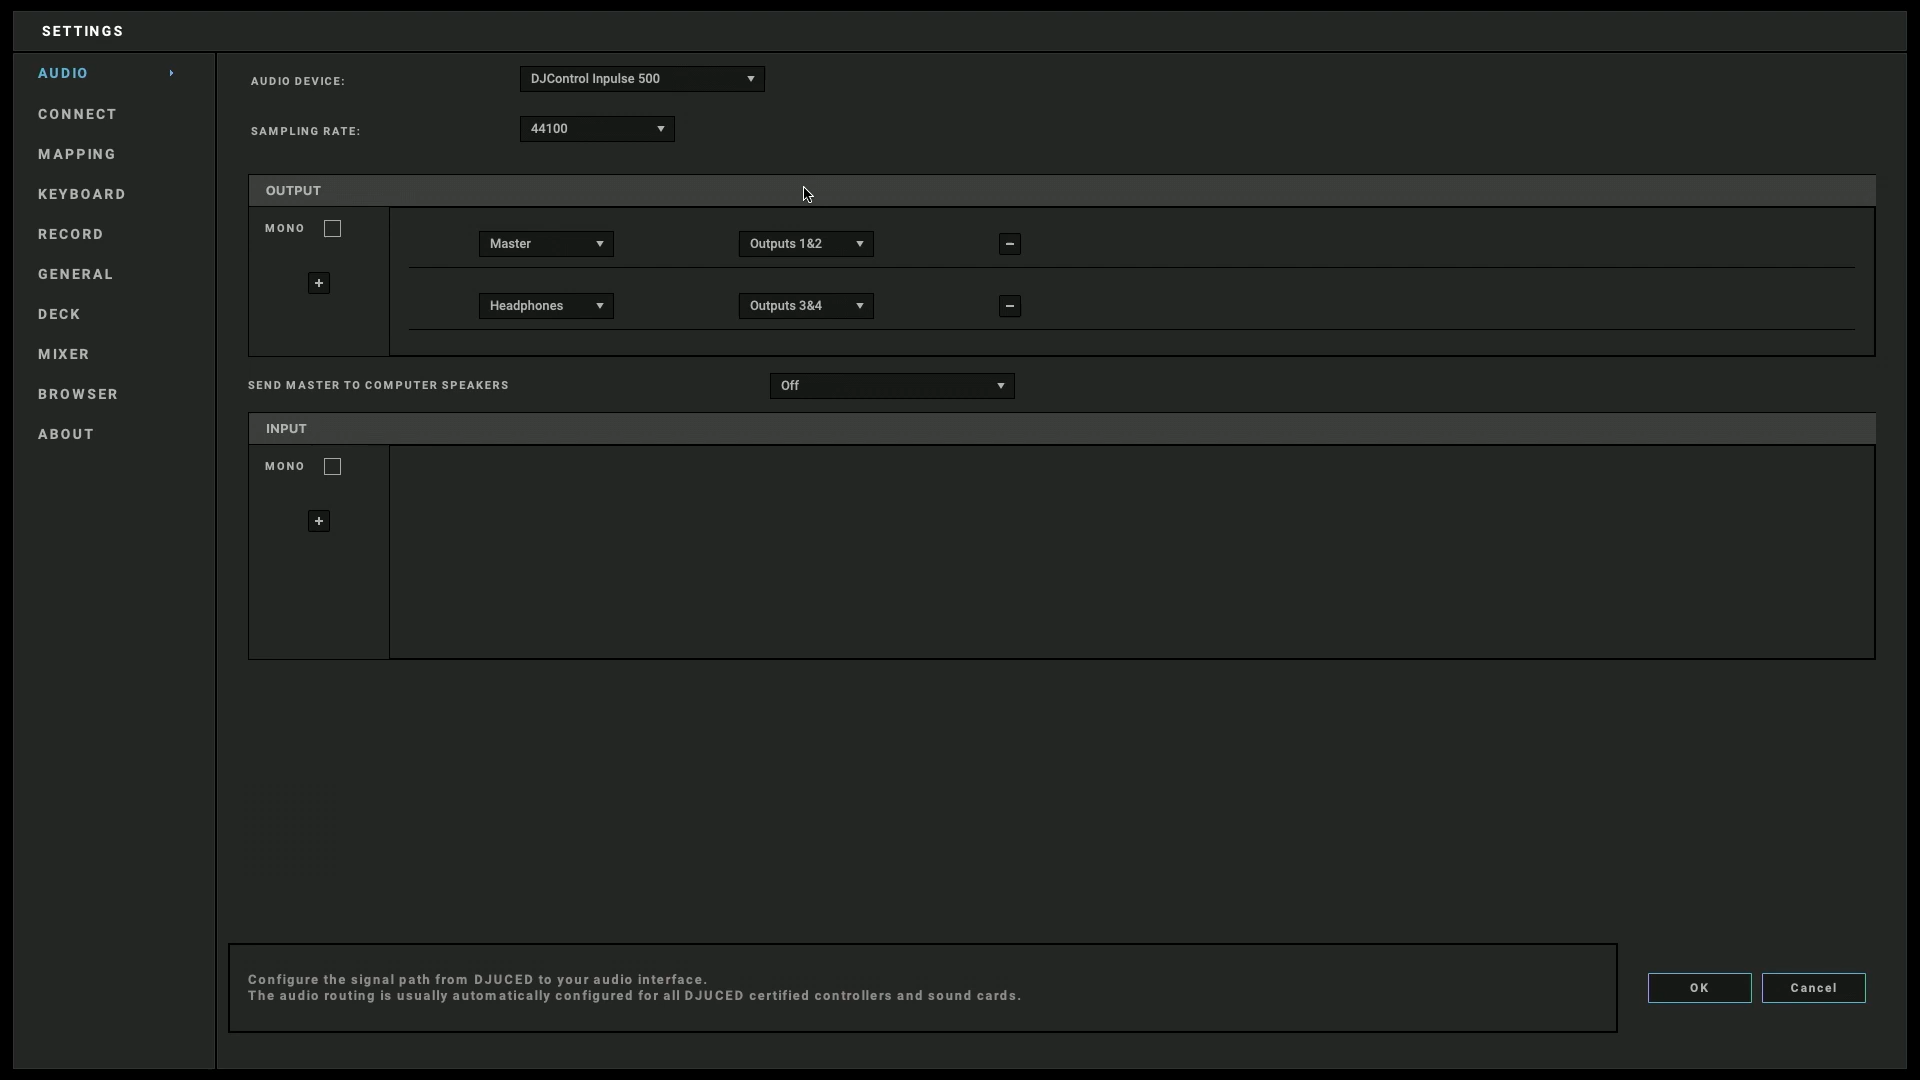 SETTINGS
AUDIO
CONNECT
MAPPING
KEYBOARD
RECORD
GENERAL
DECK
MIXER
BROWSER
ABOUT
AUDIO DEVICE: DJControl Inpulse 500
SAMPLING RATE: 44100
OUTPUT
MONO
Master Outputs 1&2
Headphones Outputs 3&4
SEND MASTER TO COMPUTER SPEAKERS Off
INPUT
MONO
Configure the signal path from DJUCED to your audio interface.
The audio routing is usually automatically configured for all DJUCED certified controllers and sound cards.
OK Cancel